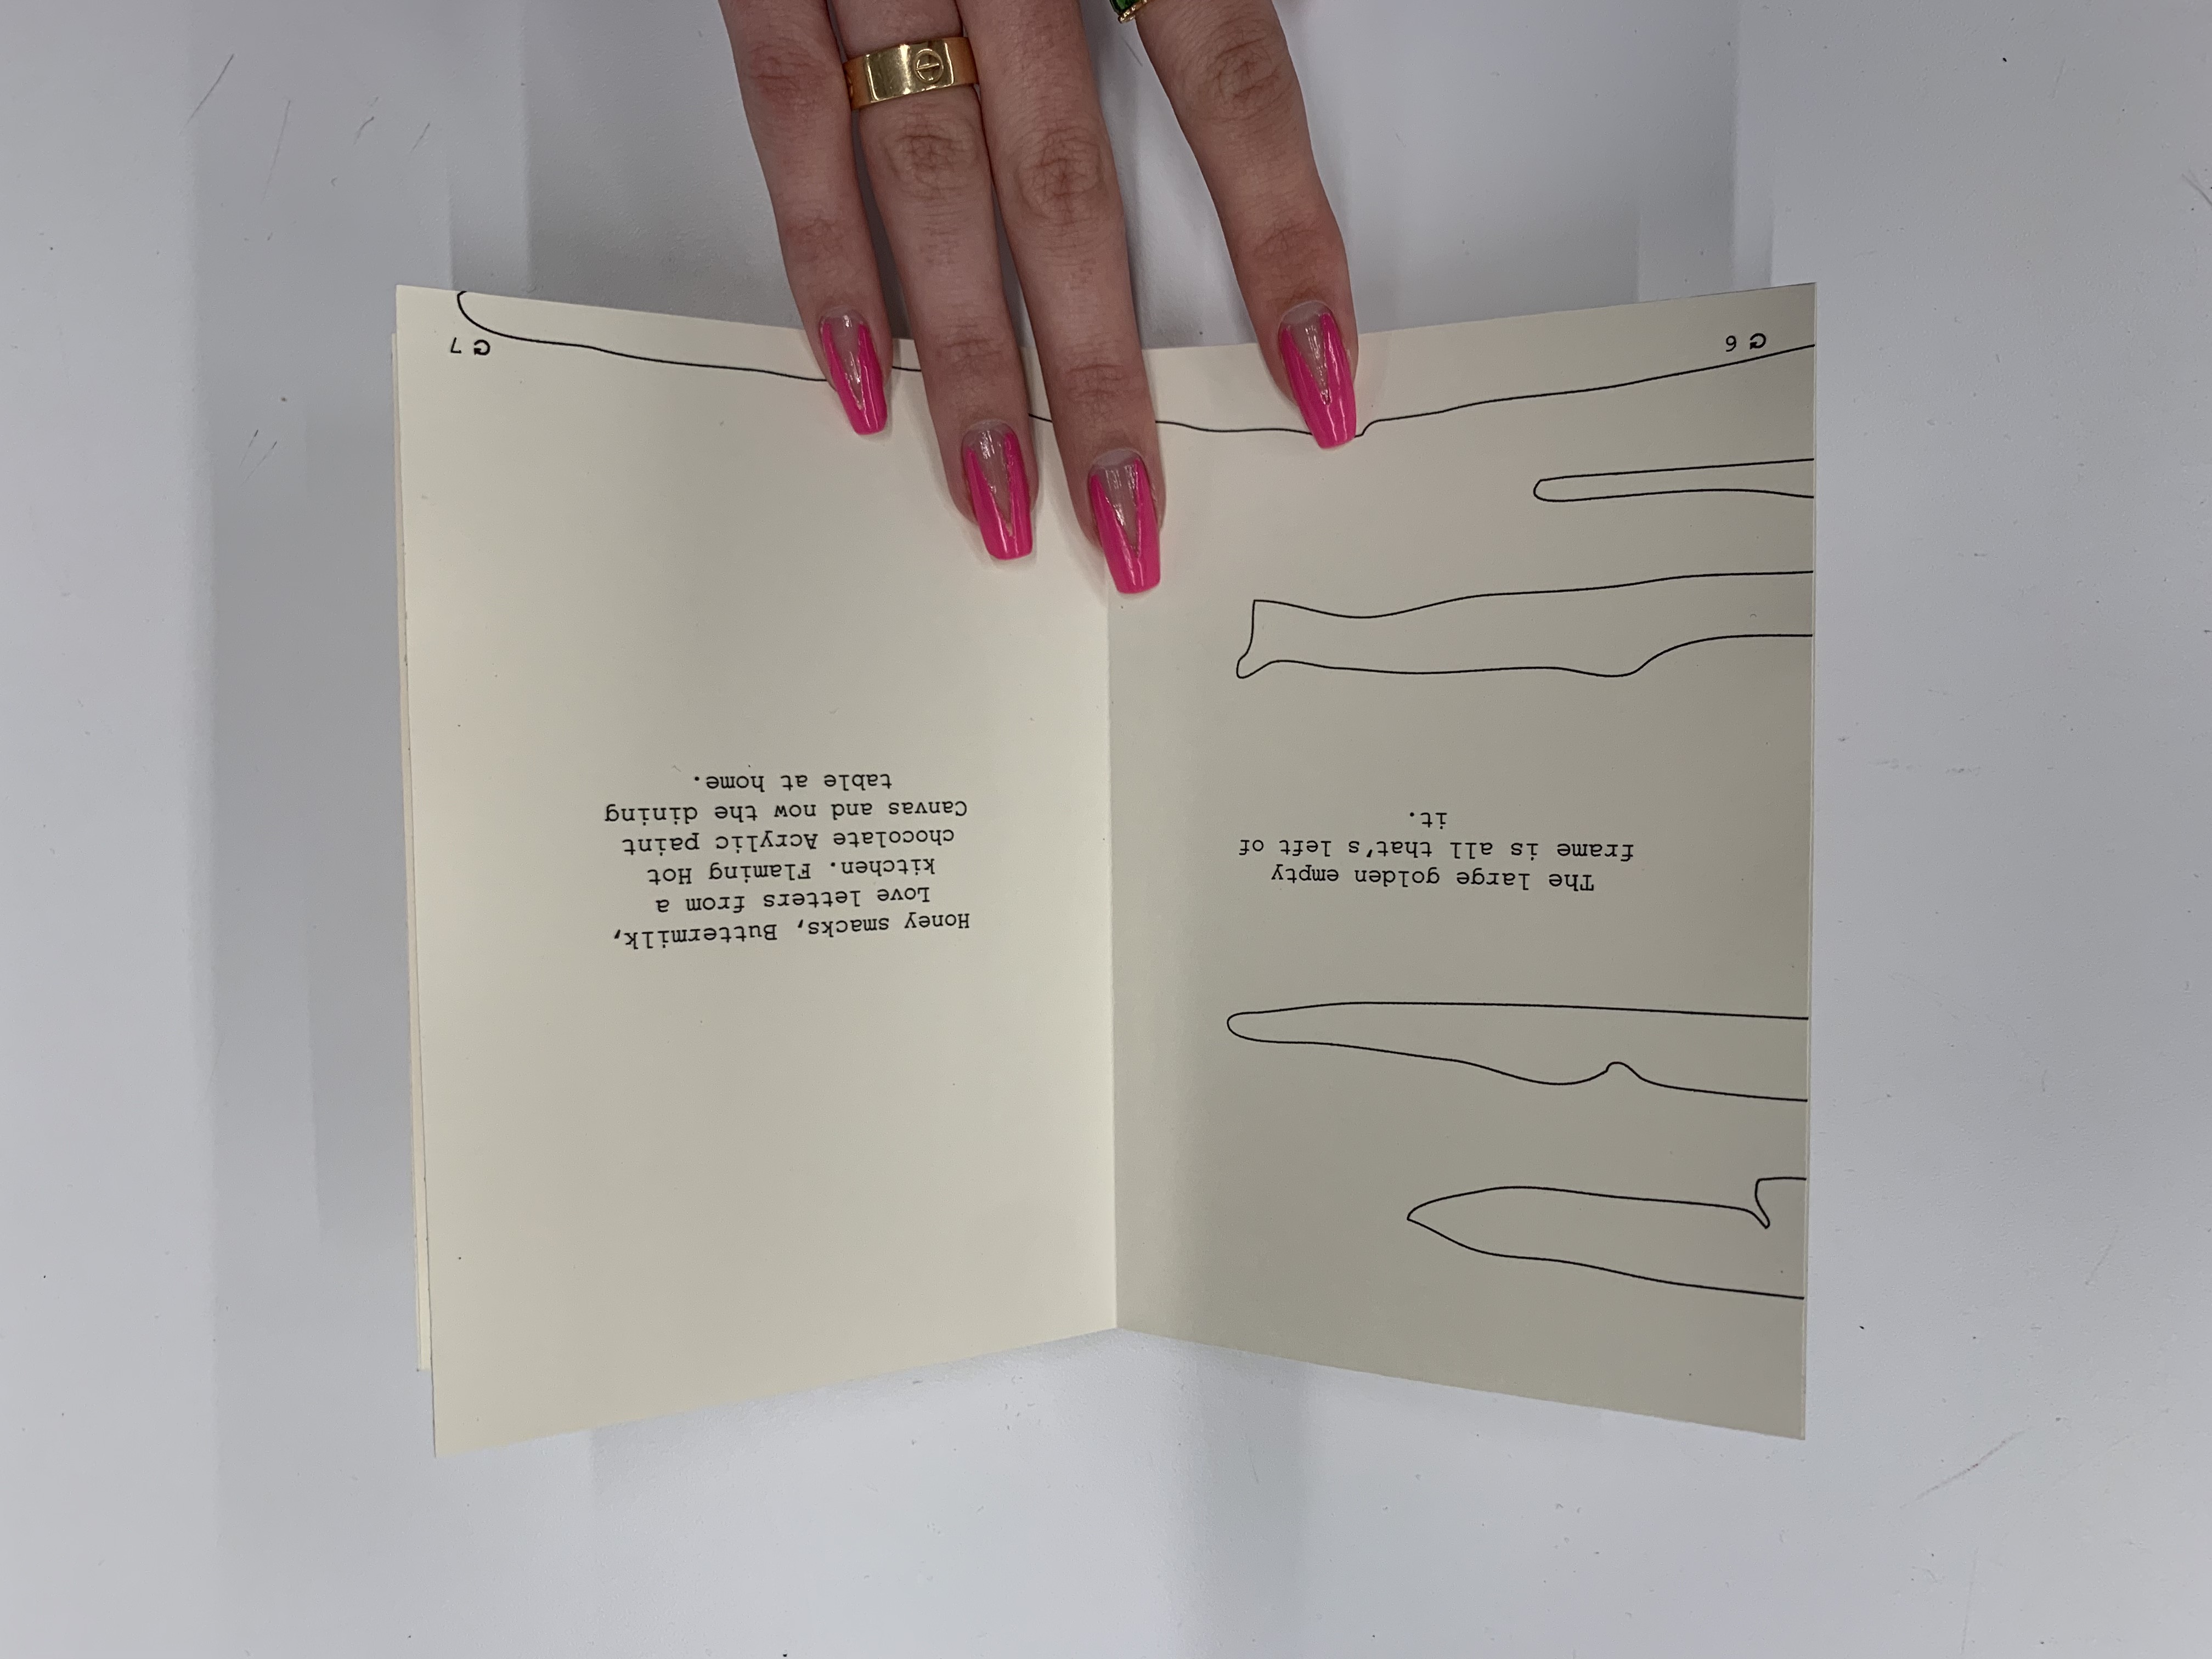 The large golden empty
frame is all that's left of
it.
6
Honey smacks, Buttermilk,
Love letters from a
kitchen. Flaming Hot
chocolate Acrylic paint
Canvas and now the dining
table at home.
7